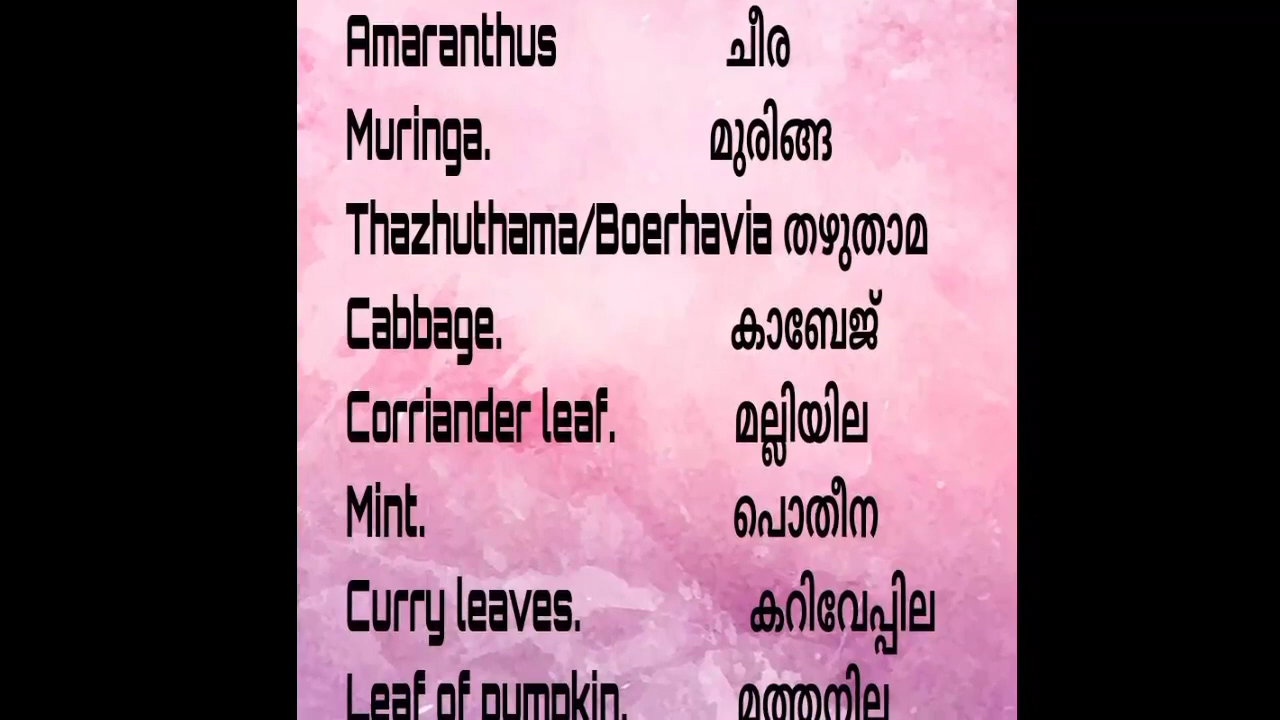 Amaranthus ചീര
Muringa. മുരിങ്ങ
Thazhuthama/Boerhavia തഴുതാമ
Cabbage. കാബേജ്
Corriander leaf. മല്ലിയില
Mint. പൊതീന
Curry leaves. കറിവേപ്പില
Leaf of pumpkin. മത്തനില